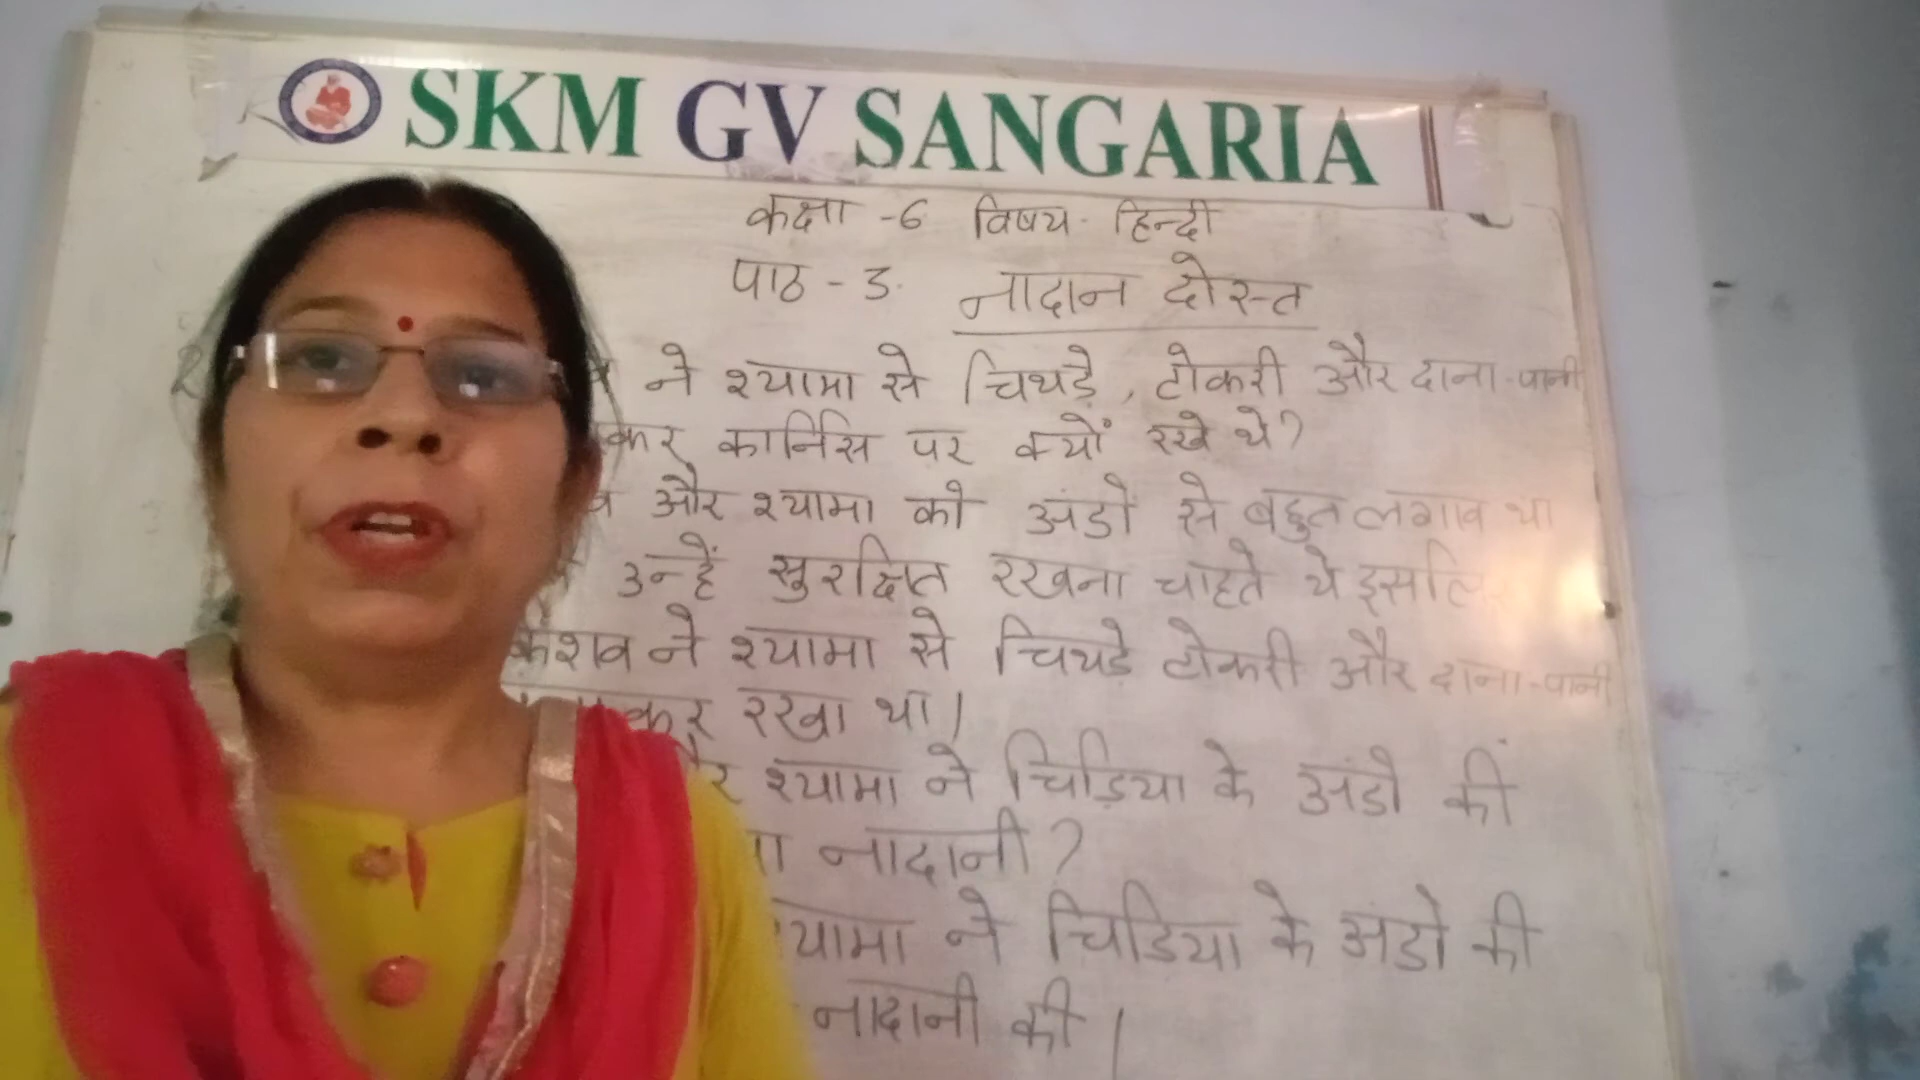 SKM GV SANGARIA
कक्षा -6 विषय- हिन्दी
पाठ - 3. नादान दोस्त
ने श्यामा से चिथड़े, टोकरी और दाना-पानी
कर कार्निस पर क्यों रखे थे?
और श्यामा को अंडों से बहुत लगाव था
उन्हें सुरक्षित रखना चाहते थे इसलि
केशव ने श्यामा से चिथड़े टोकरी और दाना-पानी
कर रखा था।
श्यामा ने चिड़िया के अंडो कीं
नादानी?
यामा ने चिडिया के अंडो की
नादानी की।